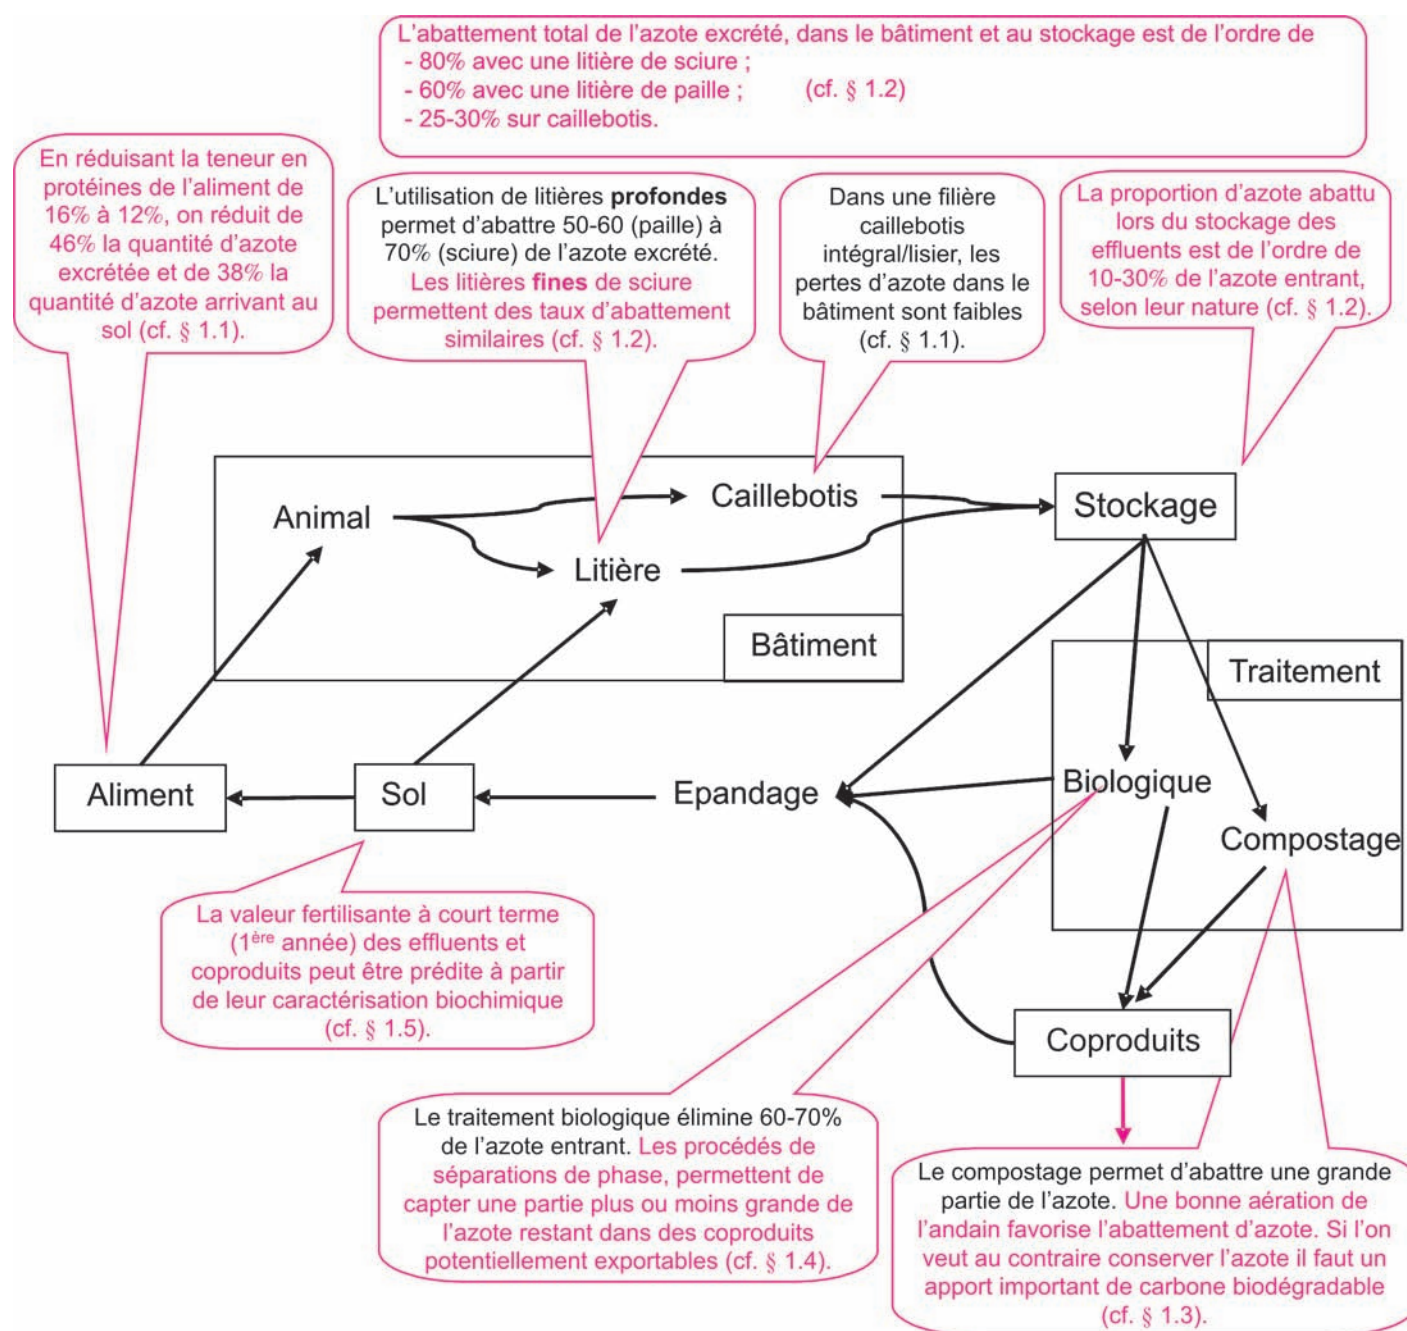 L'abattement total de l'azote excrété, dans le bâtiment et au stockage est de l'ordre de
- 80% avec une litière de sciure ;
- 60% avec une litière de paille ; (cf. § 1.2)
- 25-30% sur caillebotis.
En réduisant la teneur en
protéines de l'aliment de
16% à 12%, on réduit de
46% la quantité d'azote
excrétée et de 38% la
quantité d'azote arrivant au
sol (cf. § 1.1).
L'utilisation de litières profondes
permet d'abattre 50-60 (paille) à
70% (sciure) de l'azote excrété.
Les litières fines de sciure
permettent des taux d'abattement
similaires (cf. § 1.2).
Dans une filière
caillebotis
intégral/lisier, les
pertes d'azote dans le
bâtiment sont faibles
(cf. § 1.1).
La proportion d'azote abattu
lors du stockage des
effluents est de l'ordre de
10-30% de l'azote entrant,
selon leur nature (cf. § 1.2).
Animal
Caillebotis
Litière
Bâtiment
Stockage
Traitement
Aliment
Sol
Epandage
Biologique
Compostage
Coproduits
La valeur fertilisante à court terme
(1ère année) des effluents et
coproduits peut être prédite à partir
de leur caractérisation biochimique
(cf. § 1.5).
Le traitement biologique élimine 60-70%
de l'azote entrant. Les procédés de
séparations de phase, permettent de
capter une partie plus ou moins grande de
l'azote restant dans des coproduits
potentiellement exportables (cf. § 1.4).
Le compostage permet d'abattre une grande
partie de l'azote. Une bonne aération de
l'andain favorise l'abattement d'azote. Si l'on
veut au contraire conserver l'azote il faut un
apport important de carbone biodégradable
(cf. § 1.3).